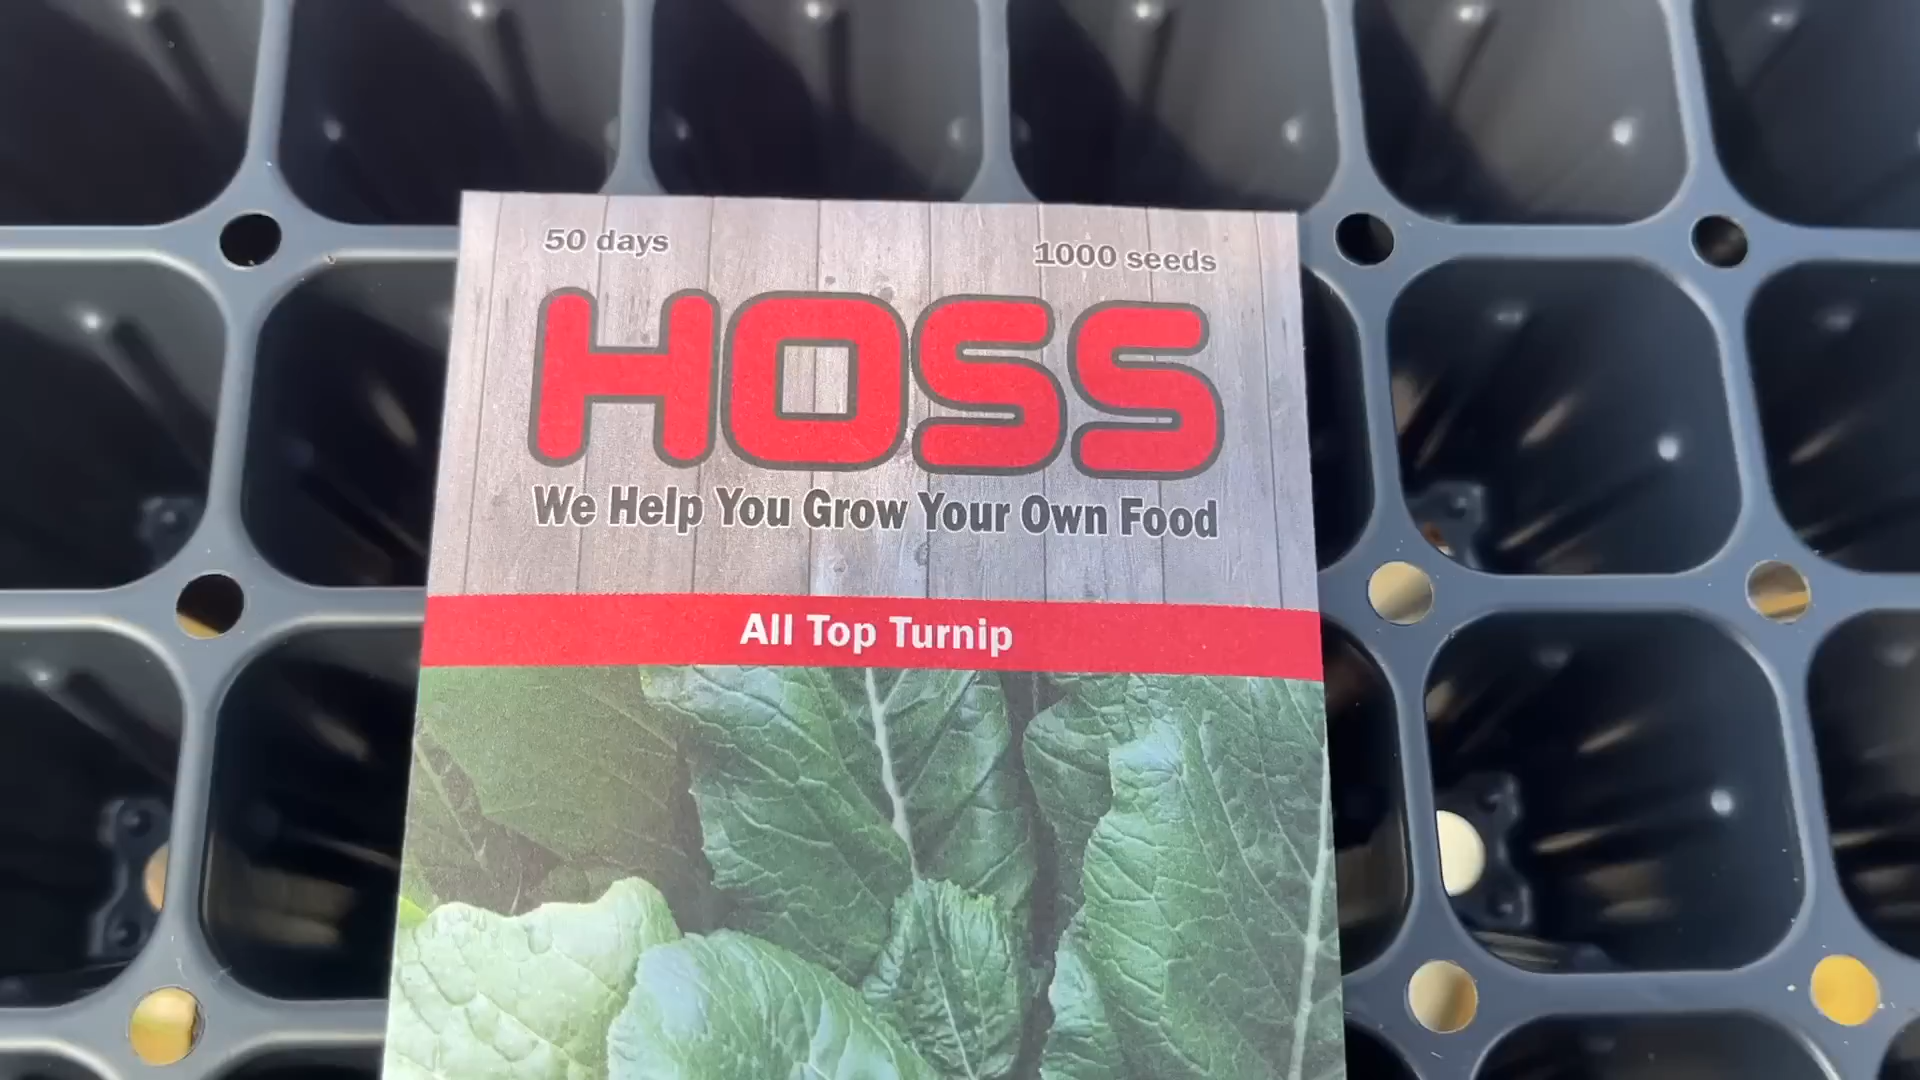 50 days
1000 seeds
HOSS
We Help You Grow Your Own Food
All Top Turnip